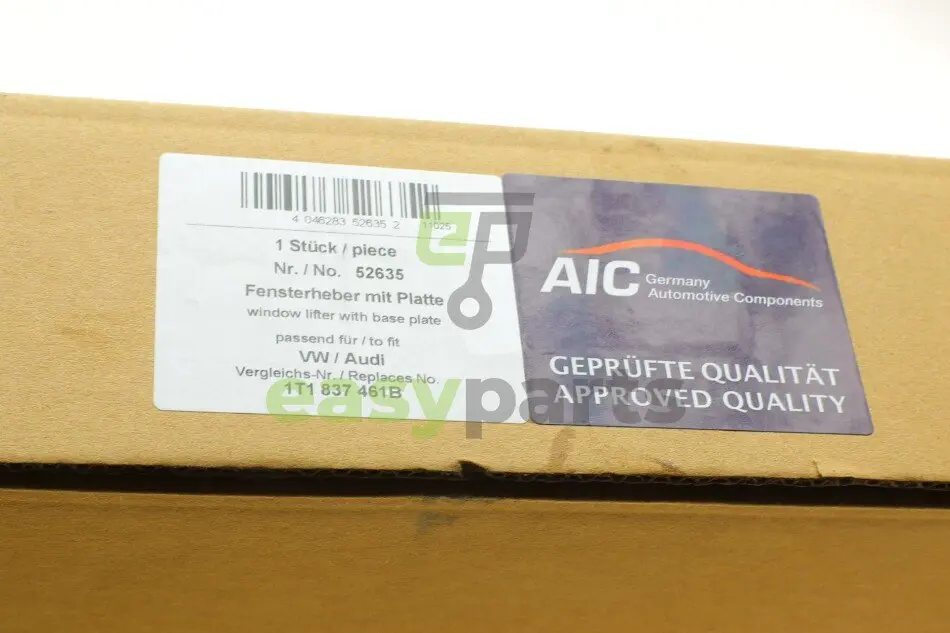 4 046283 52635 2
11025
1 Stück / piece
Nr. / No. 52635
Fensterheber mit Platte
window lifter with base plate
passend für / to fit
VW / Audi
Vergleichs-Nr. / Replaces No.
1T1 837 461B
AIC Germany
Automotive Components
GEPRÜFTE QUALITÄT
APPROVED QUALITY
ep
easyparts